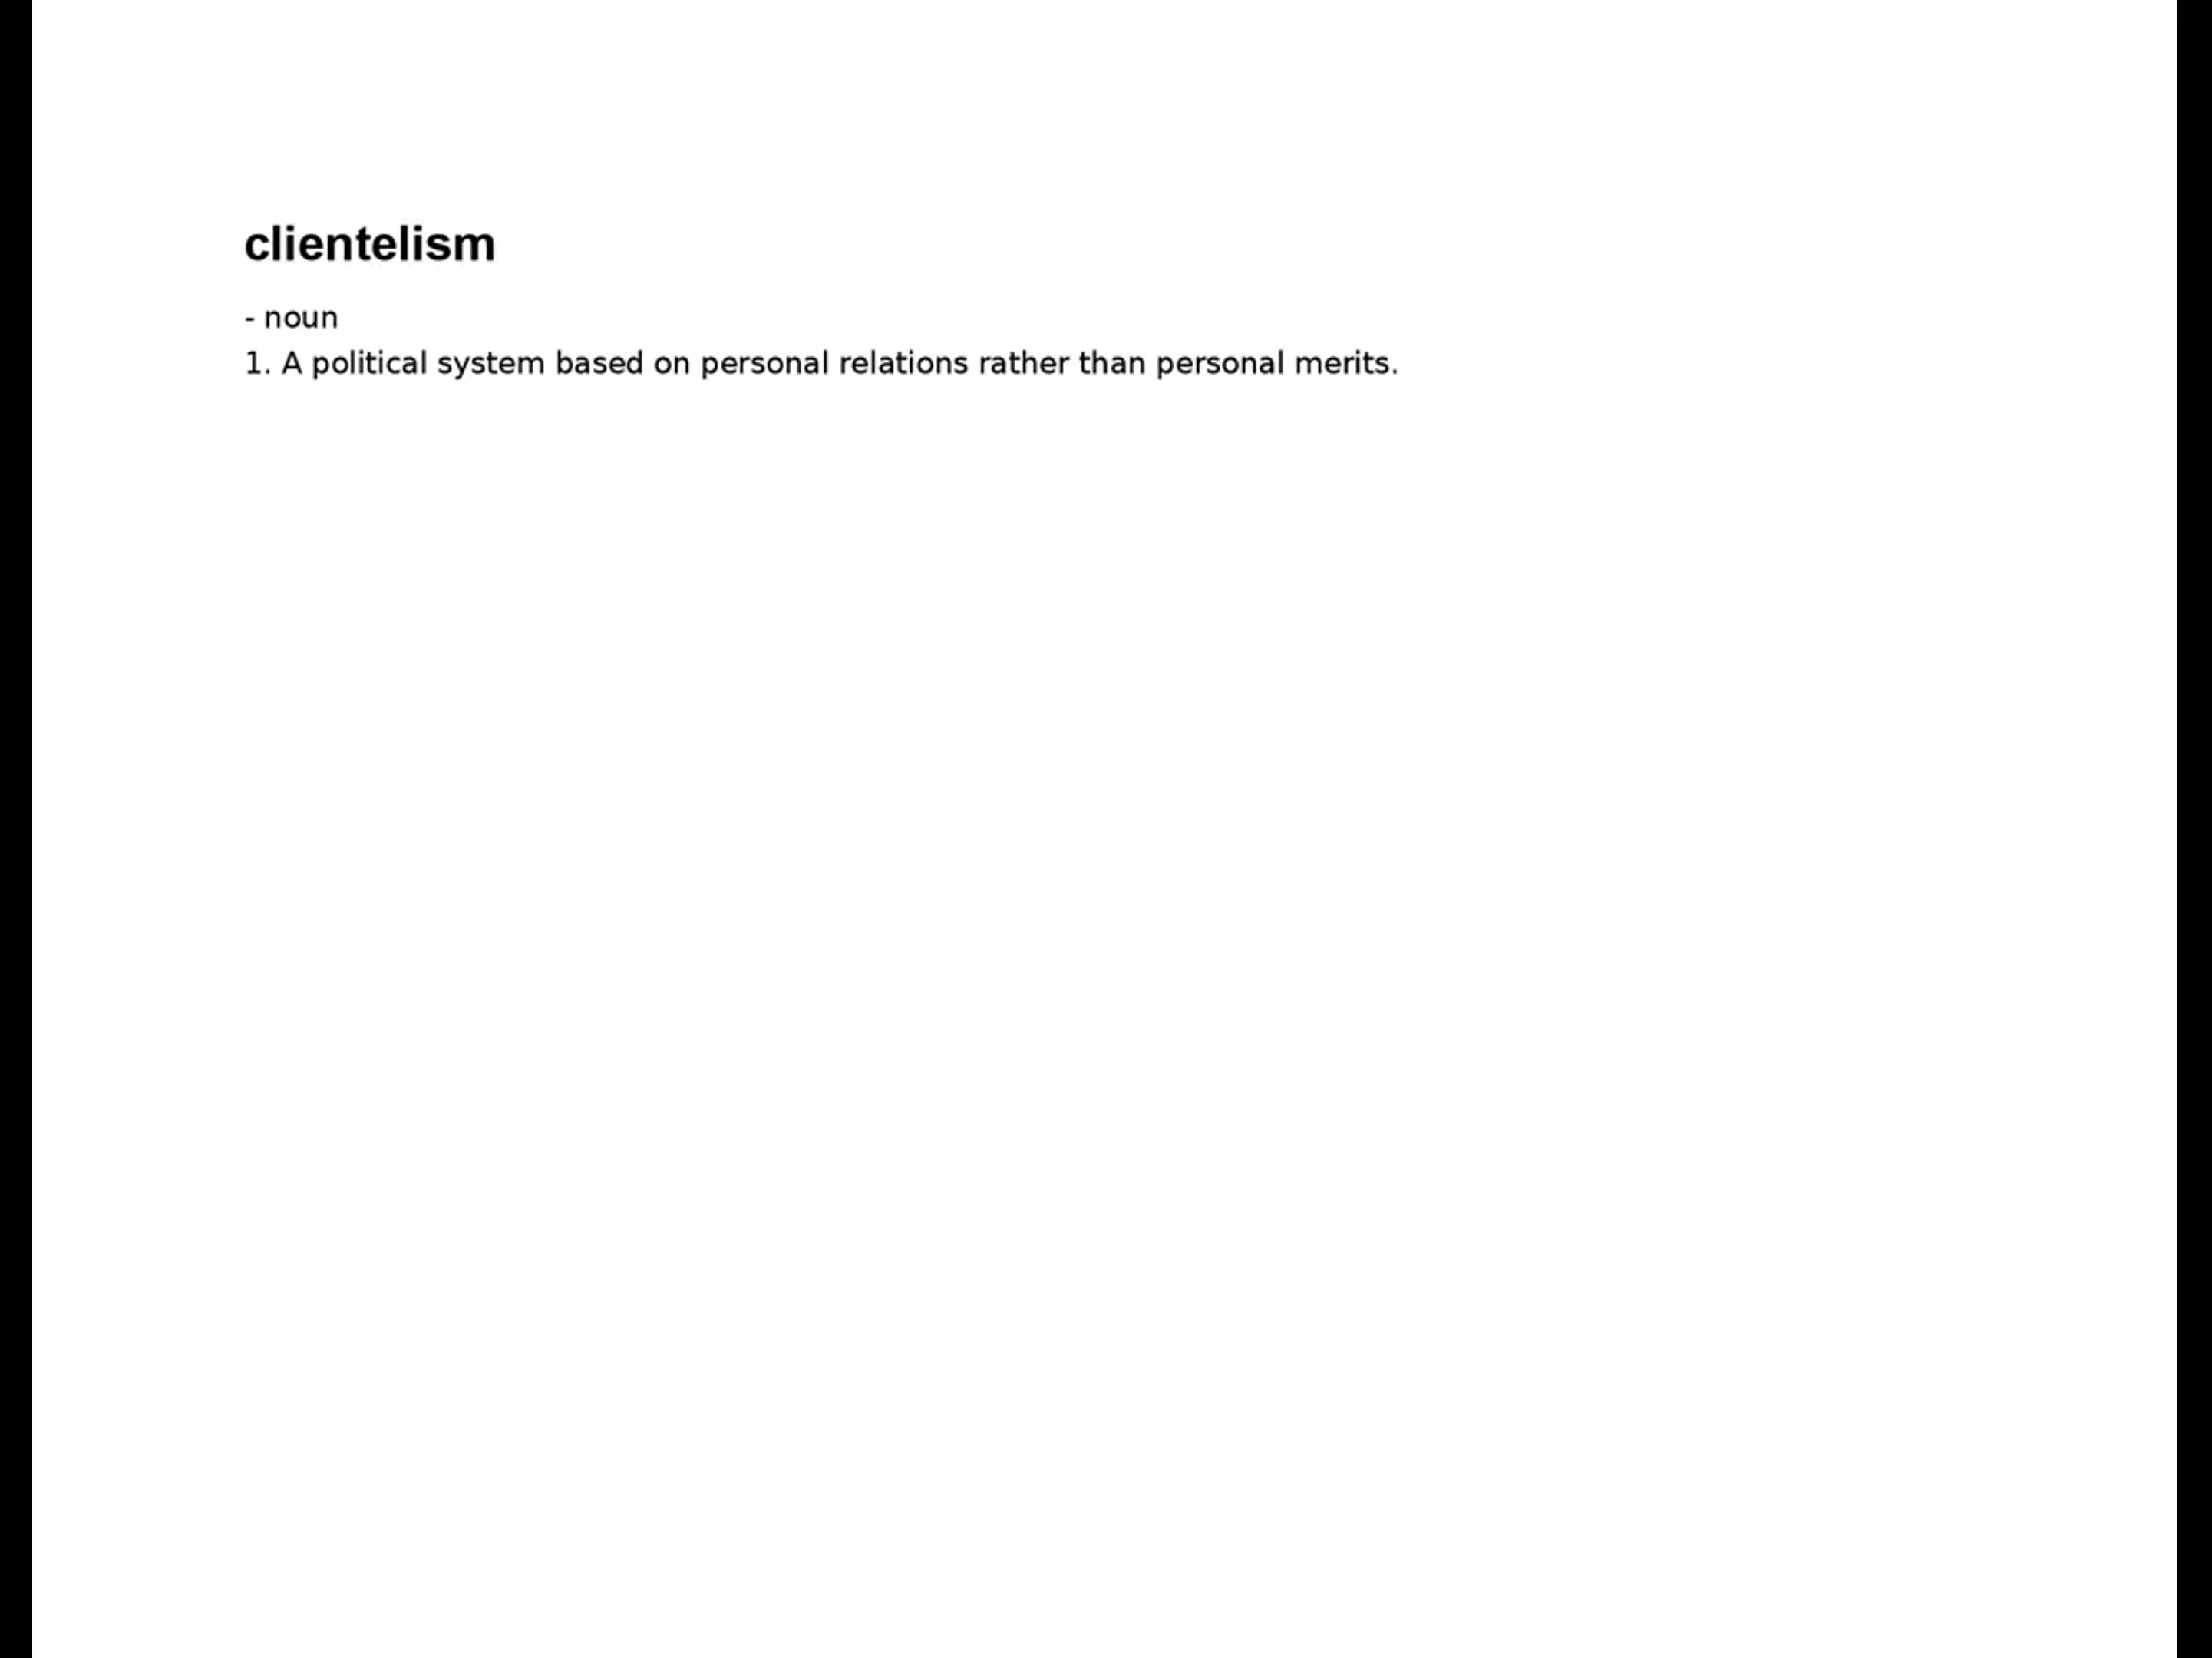 clientelism
- noun
1. A political system based on personal relations rather than personal merits.